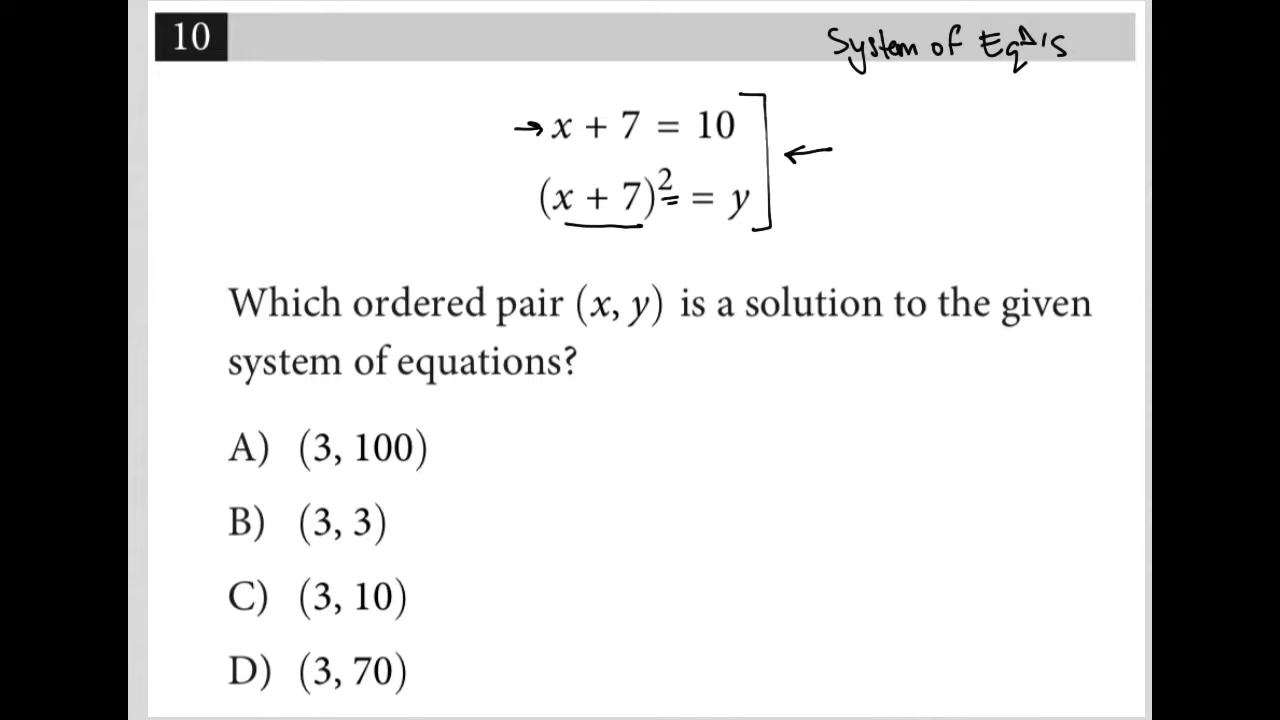 10
System of Eqn's
x + 7 = 10
(x + 7)² = y
Which ordered pair (x, y) is a solution to the given
system of equations?
A) (3, 100)
B) (3, 3)
C) (3, 10)
D) (3, 70)